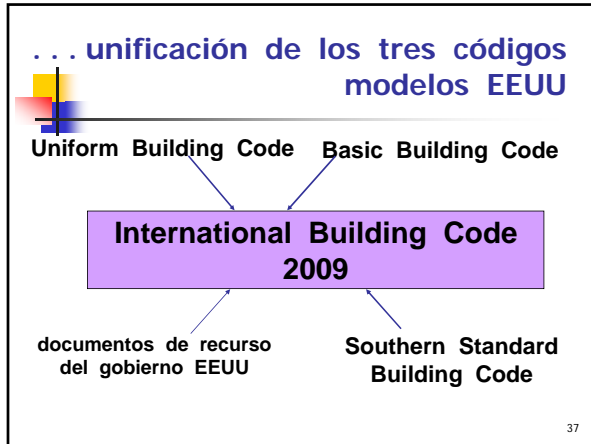 . . . unificación de los tres códigos
modelos EEUU
Uniform Building Code
Basic Building Code
International Building Code
2009
documentos de recurso
del gobierno EEUU
Southern Standard
Building Code
37